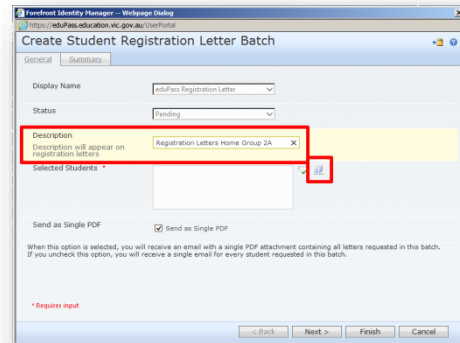 Forefront Identity Manager -- Webpage Dialog
https://eduPass.education.vic.gov.au/UserPortal
Create Student Registration Letter Batch
General Summary
Display Name eduPass Registration Letter
Status Pending
Description
Description will appear on
registration letters
Registration Letters Home Group 2A X
Selected Students *
Send as Single PDF Send as Single PDF
When this option is selected, you will receive an email with a single PDF attachment containing all letters requested in this batch.
If you uncheck this option, you will receive a single email for every student requested in this batch.
* Requires input
< Back Next > Finish Cancel